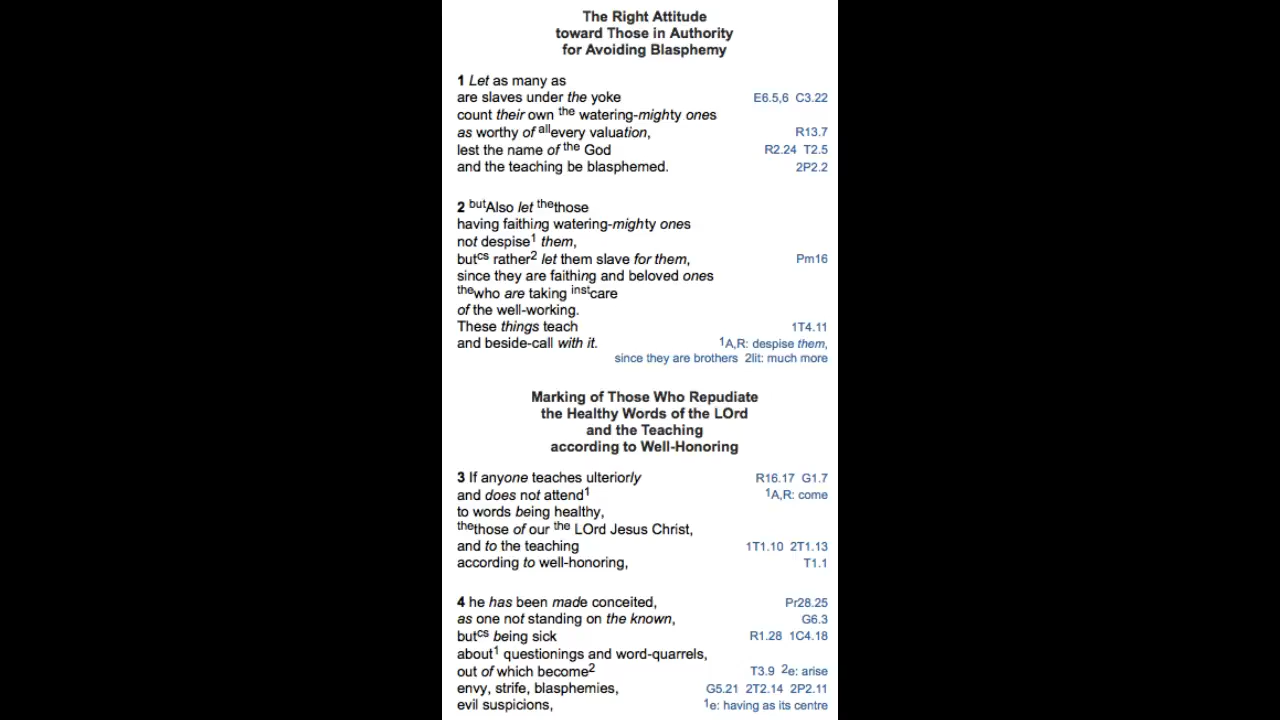 The Right Attitude
toward Those in Authority
for Avoiding Blasphemy
1 Let as many as
are slaves under the yoke E6.5,6 C3.22
count their own the watering-mighty ones
as worthy of allevery valuation, R13.7
lest the name of the God R2.24 T2.5
and the teaching be blasphemed. 2P2.2
2 butAlso let thethose
having faithing watering-mighty ones
not despise1 them,
butcs rather2 let them slave for them, Pm16
since they are faithing and beloved ones
thewho are taking instcare
of the well-working.
These things teach 1T4.11
and beside-call with it. 1A,R: despise them,
since they are brothers 2lit: much more
Marking of Those Who Repudiate
the Healthy Words of the LOrd
and the Teaching
according to Well-Honoring
3 If anyone teaches ulteriorly R16.17 G1.7
and does not attend1 1A,R: come
to words being healthy,
thethose of our the LOrd Jesus Christ,
and to the teaching 1T1.10 2T1.13
according to well-honoring, T1.1
4 he has been made conceited, Pr28.25
as one not standing on the known, G6.3
butcs being sick R1.28 1C4.18
about1 questionings and word-quarrels,
out of which become2 T3.9 2e: arise
envy, strife, blasphemies, G5.21 2T2.14 2P2.11
evil suspicions, 1e: having as its centre